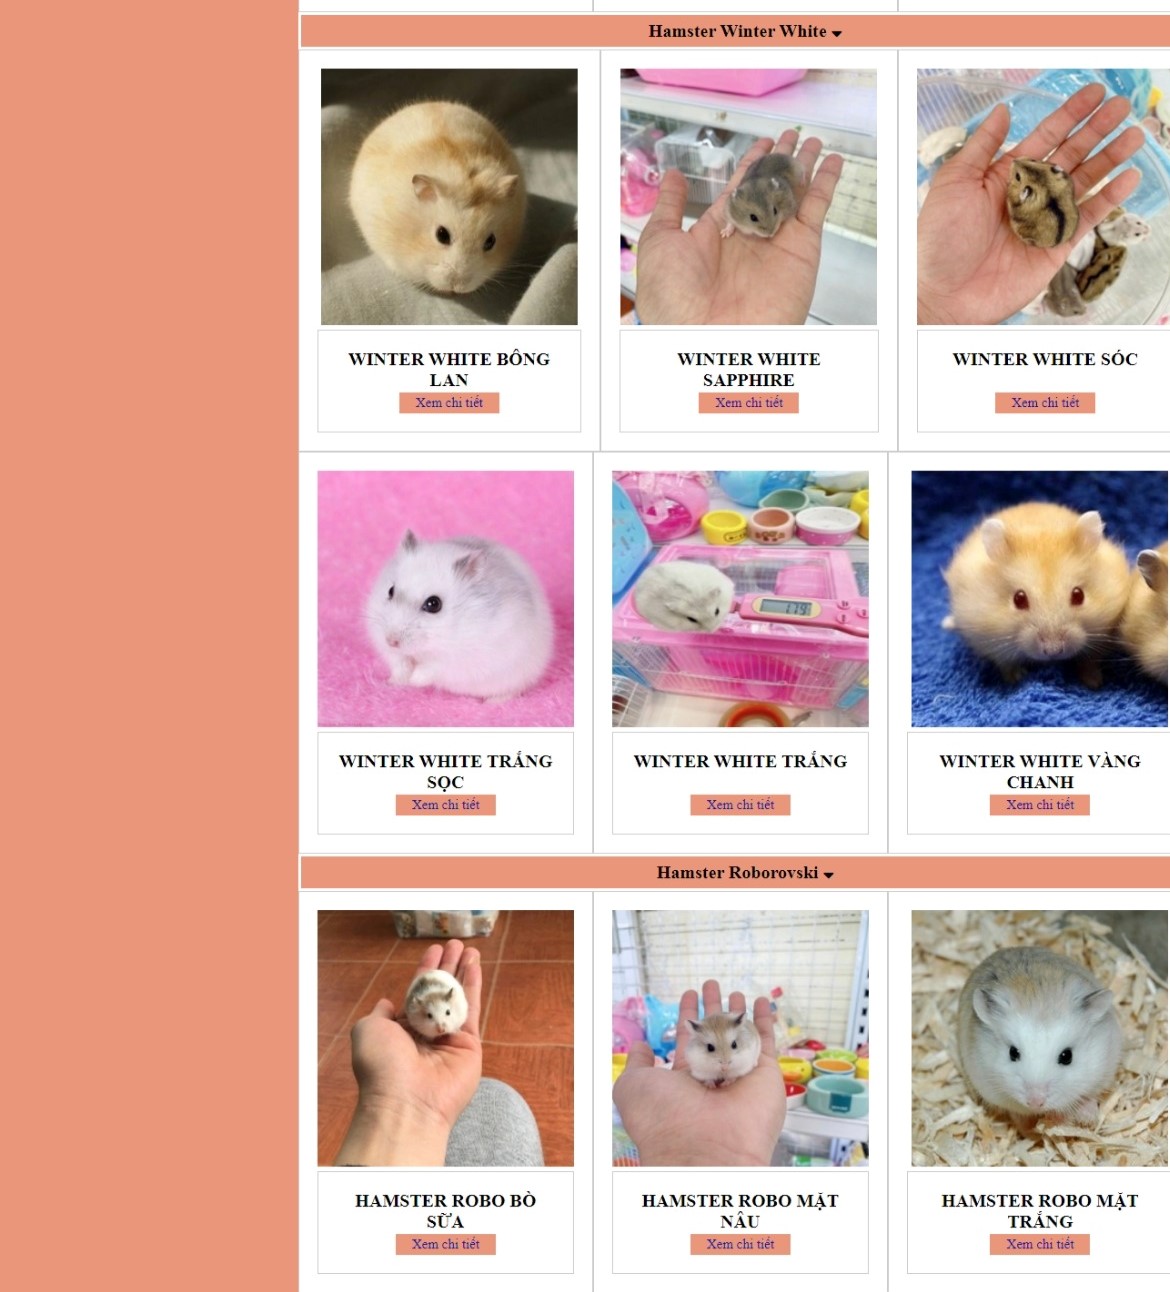 Hamster Winter White
WINTER WHITE BÔNG
LAN
Xem chi tiết
WINTER WHITE
SAPPHIRE
Xem chi tiết
WINTER WHITE SÓC
Xem chi tiết
WINTER WHITE TRẮNG
SỌC
Xem chi tiết
WINTER WHITE TRẮNG
Xem chi tiết
WINTER WHITE VÀNG
CHANH
Xem chi tiết
Hamster Roborovski
HAMSTER ROBO BÒ
SỮA
Xem chi tiết
HAMSTER ROBO MẶT
NÂU
Xem chi tiết
HAMSTER ROBO MẶT
TRẮNG
Xem chi tiết